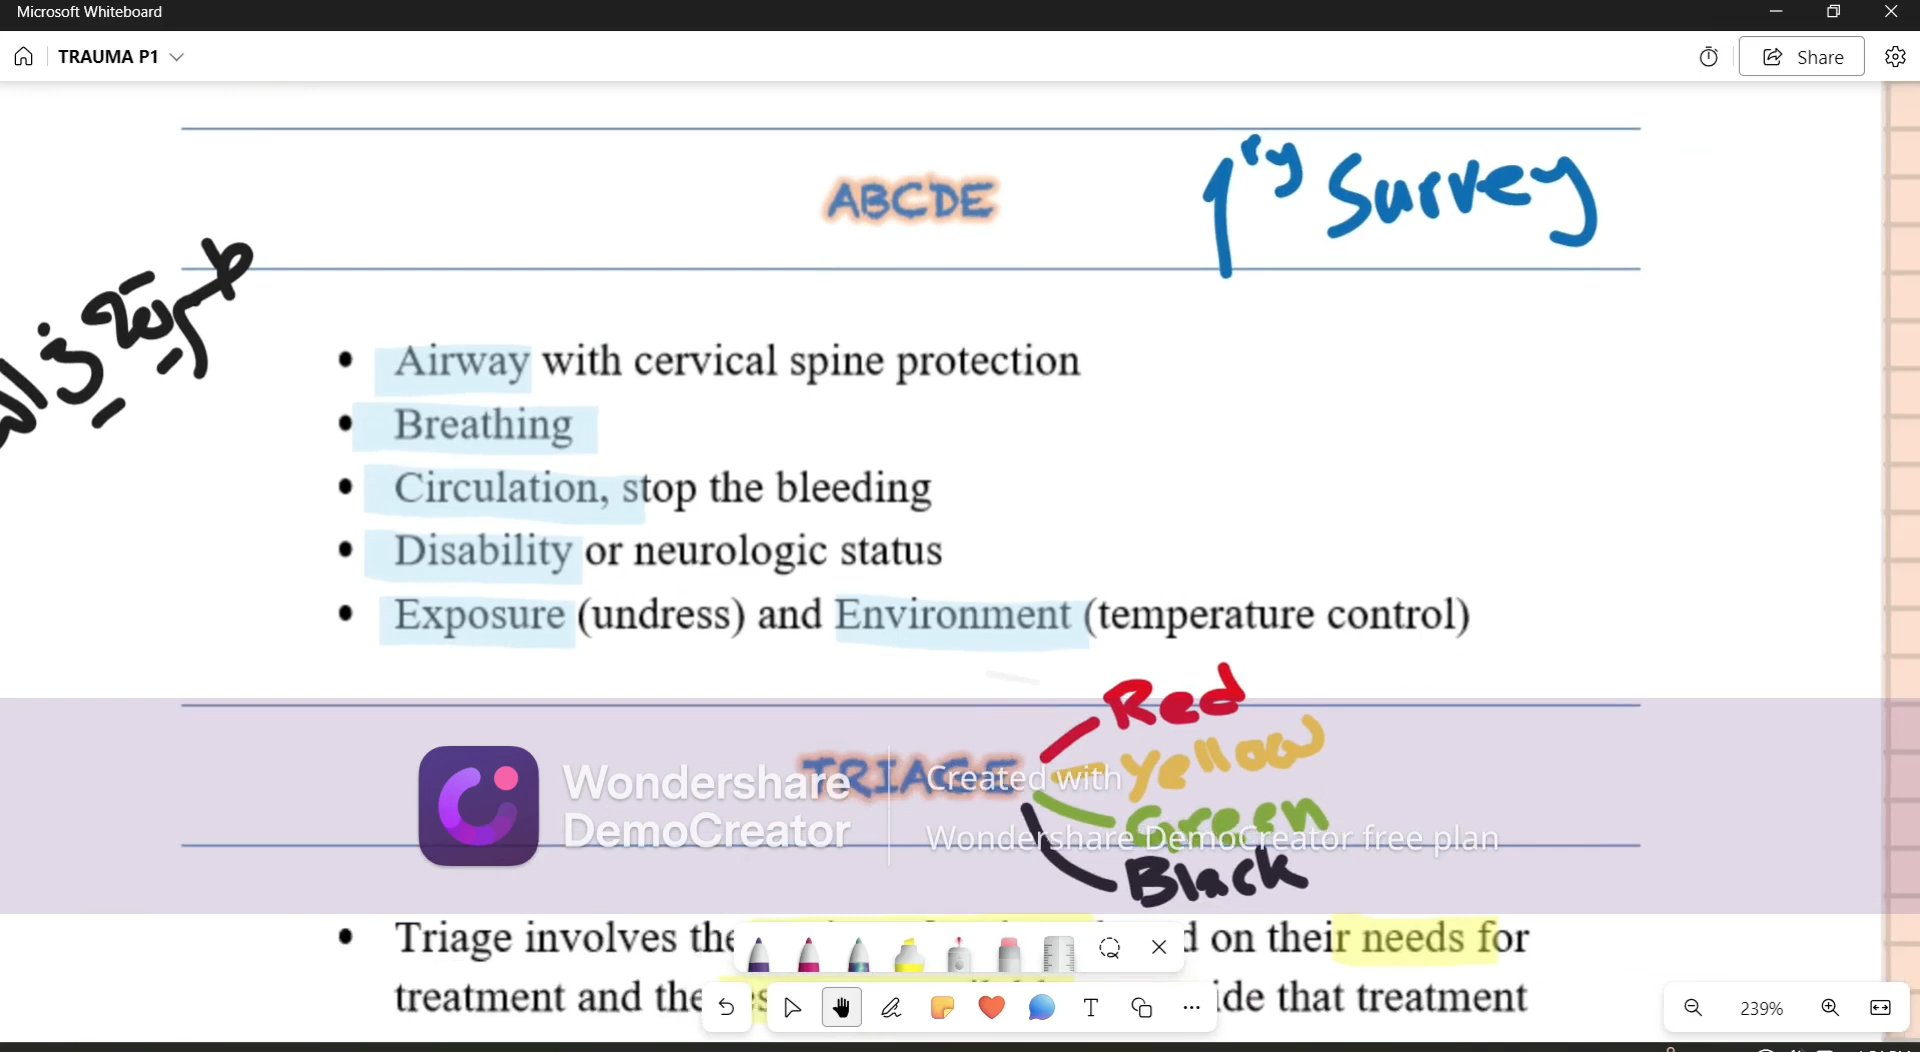 Microsoft Whiteboard
TRAUMA P1
Share
ABCDE
1ry Survey
• Airway with cervical spine protection
• Breathing
• Circulation, stop the bleeding
• Disability or neurologic status
• Exposure (undress) and Environment (temperature control)
TRIAGE
Red
Yellow
Green
Black
Wondershare
DemoCreator
Created with
Wondershare DemoCreator free plan
• Triage involves the d on their needs for
treatment and the ide that treatment
239%